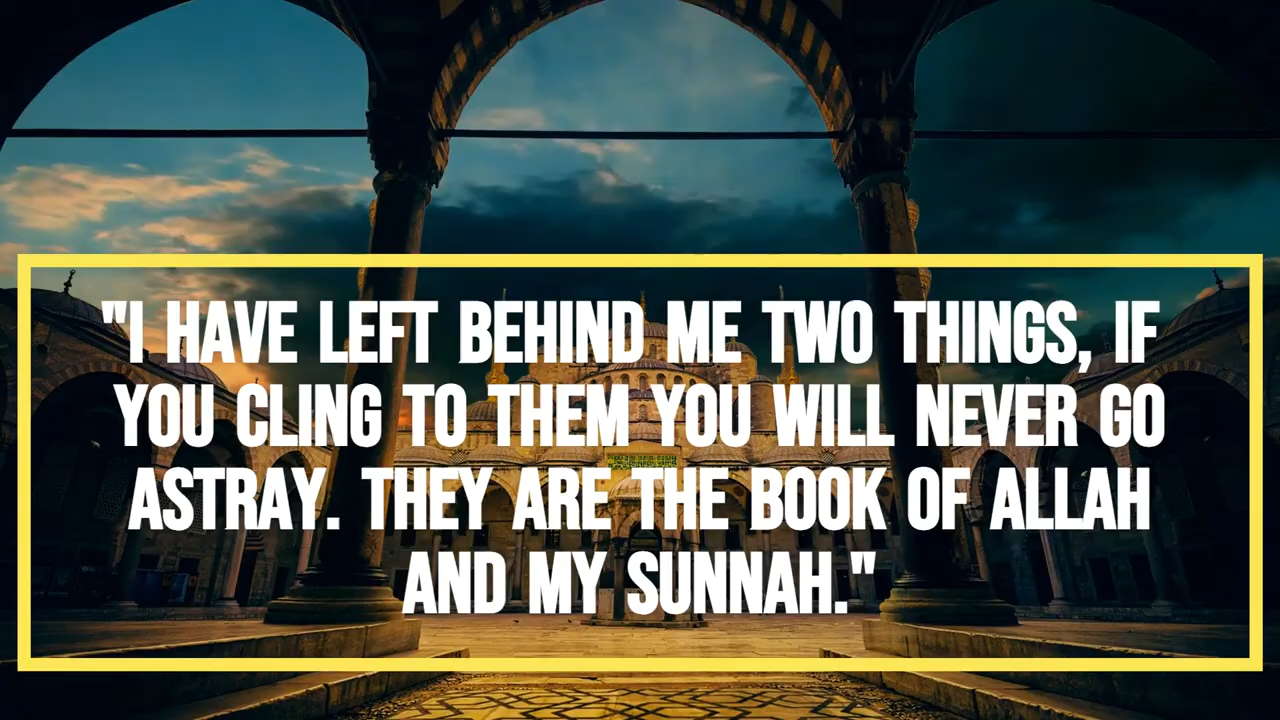 "I HAVE LEFT BEHIND ME TWO THINGS, IF
YOU CLING TO THEM YOU WILL NEVER GO
ASTRAY. THEY ARE THE BOOK OF ALLAH
AND MY SUNNAH."